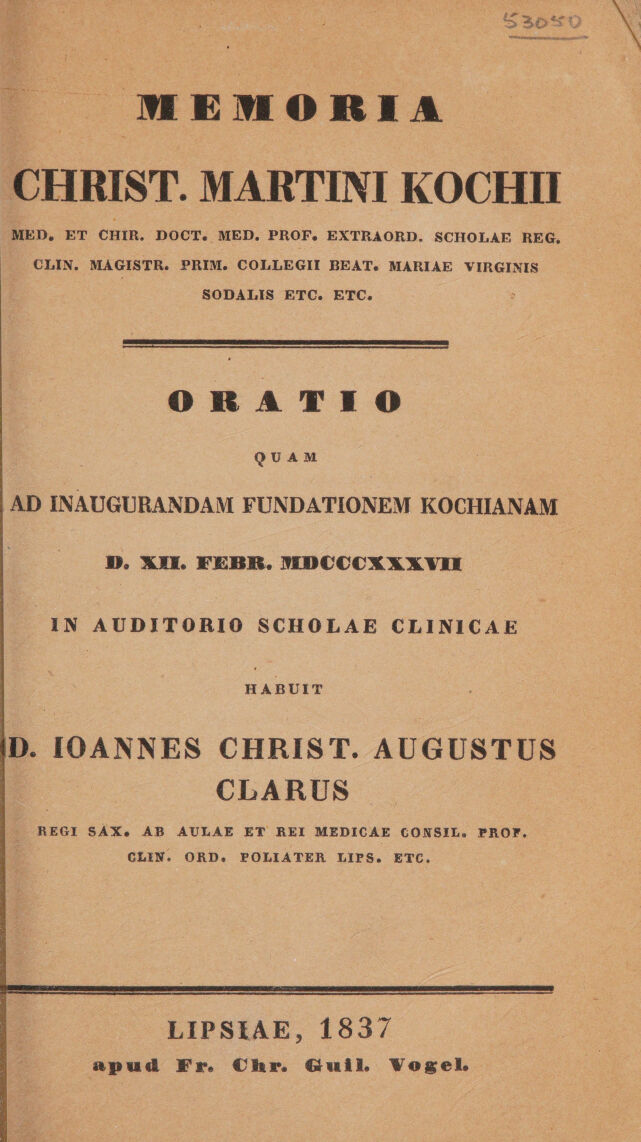 53050
MEMORIA
CHRIST. MARTINI KOCHII
MED. ET CHIR. DOCT. MED. PROF. EXTRAORD. SCHOLAE REG.
CLIN. MAGISTR. PRIM. COLLEGII BEAT. MARIAE VIRGINIS
SODALIS ETC. ETC.
ORATIO
QUAM
AD INAUGURANDAM FUNDATIONEM KOCHIANAM
D. XII. FEBR. MDCCCXXXVII
IN AUDITORIO SCHOLAE CLINICAE
HABUIT
D. IOANNES CHRIST. AUGUSTUS
CLARUS
REGI SAX. AB AULAE ET REI MEDICAE CONSIL. PROF.
CLIN. ORD. POLIATER LIPS. ETC.
LIPSIAE, 1837
apud Fr. Chr. Guil. Vogel.